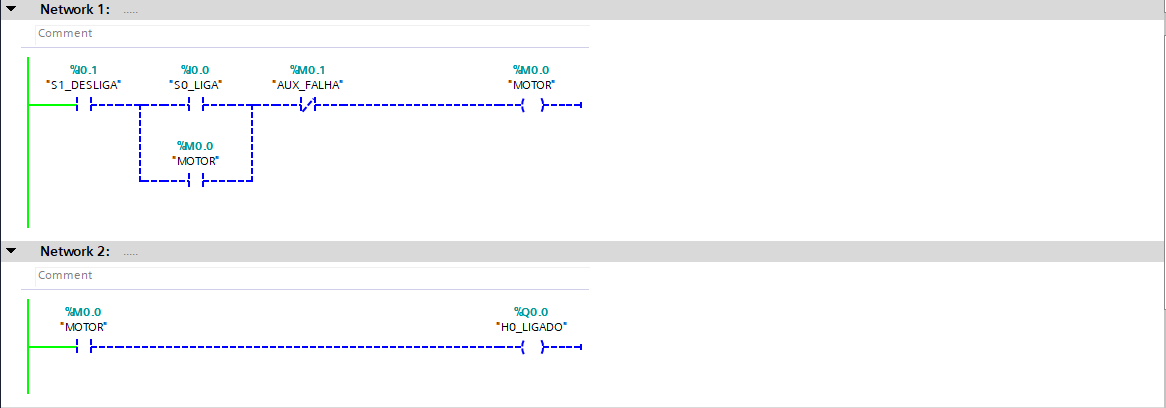 Network 1: .....
Comment
%I0.1 %I0.0 %M0.1 %M0.0
"S1_DESLIGA" "S0_LIGA" "AUX_FALHA" "MOTOR"
%M0.0
"MOTOR"
Network 2: .....
Comment
%M0.0 %Q0.0
"MOTOR" "H0_LIGADO"